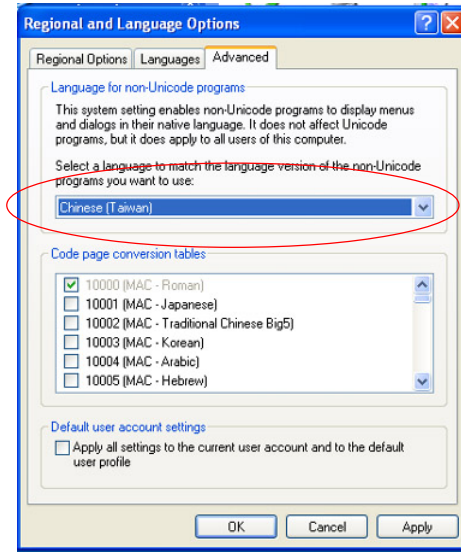 Regional and Language Options
Regional Options Languages Advanced
Language for non-Unicode programs
This system setting enables non-Unicode programs to display menus
and dialogs in their native language. It does not affect Unicode
programs, but it does apply to all users of this computer.
Select a language to match the language version of the non-Unicode
programs you want to use:
Chinese (Taiwan)
Code page conversion tables
10000 (MAC - Roman)
10001 (MAC - Japanese)
10002 (MAC - Traditional Chinese Big5)
10003 (MAC - Korean)
10004 (MAC - Arabic)
10005 (MAC - Hebrew)
Default user account settings
Apply all settings to the current user account and to the default
user profile
OK Cancel Apply